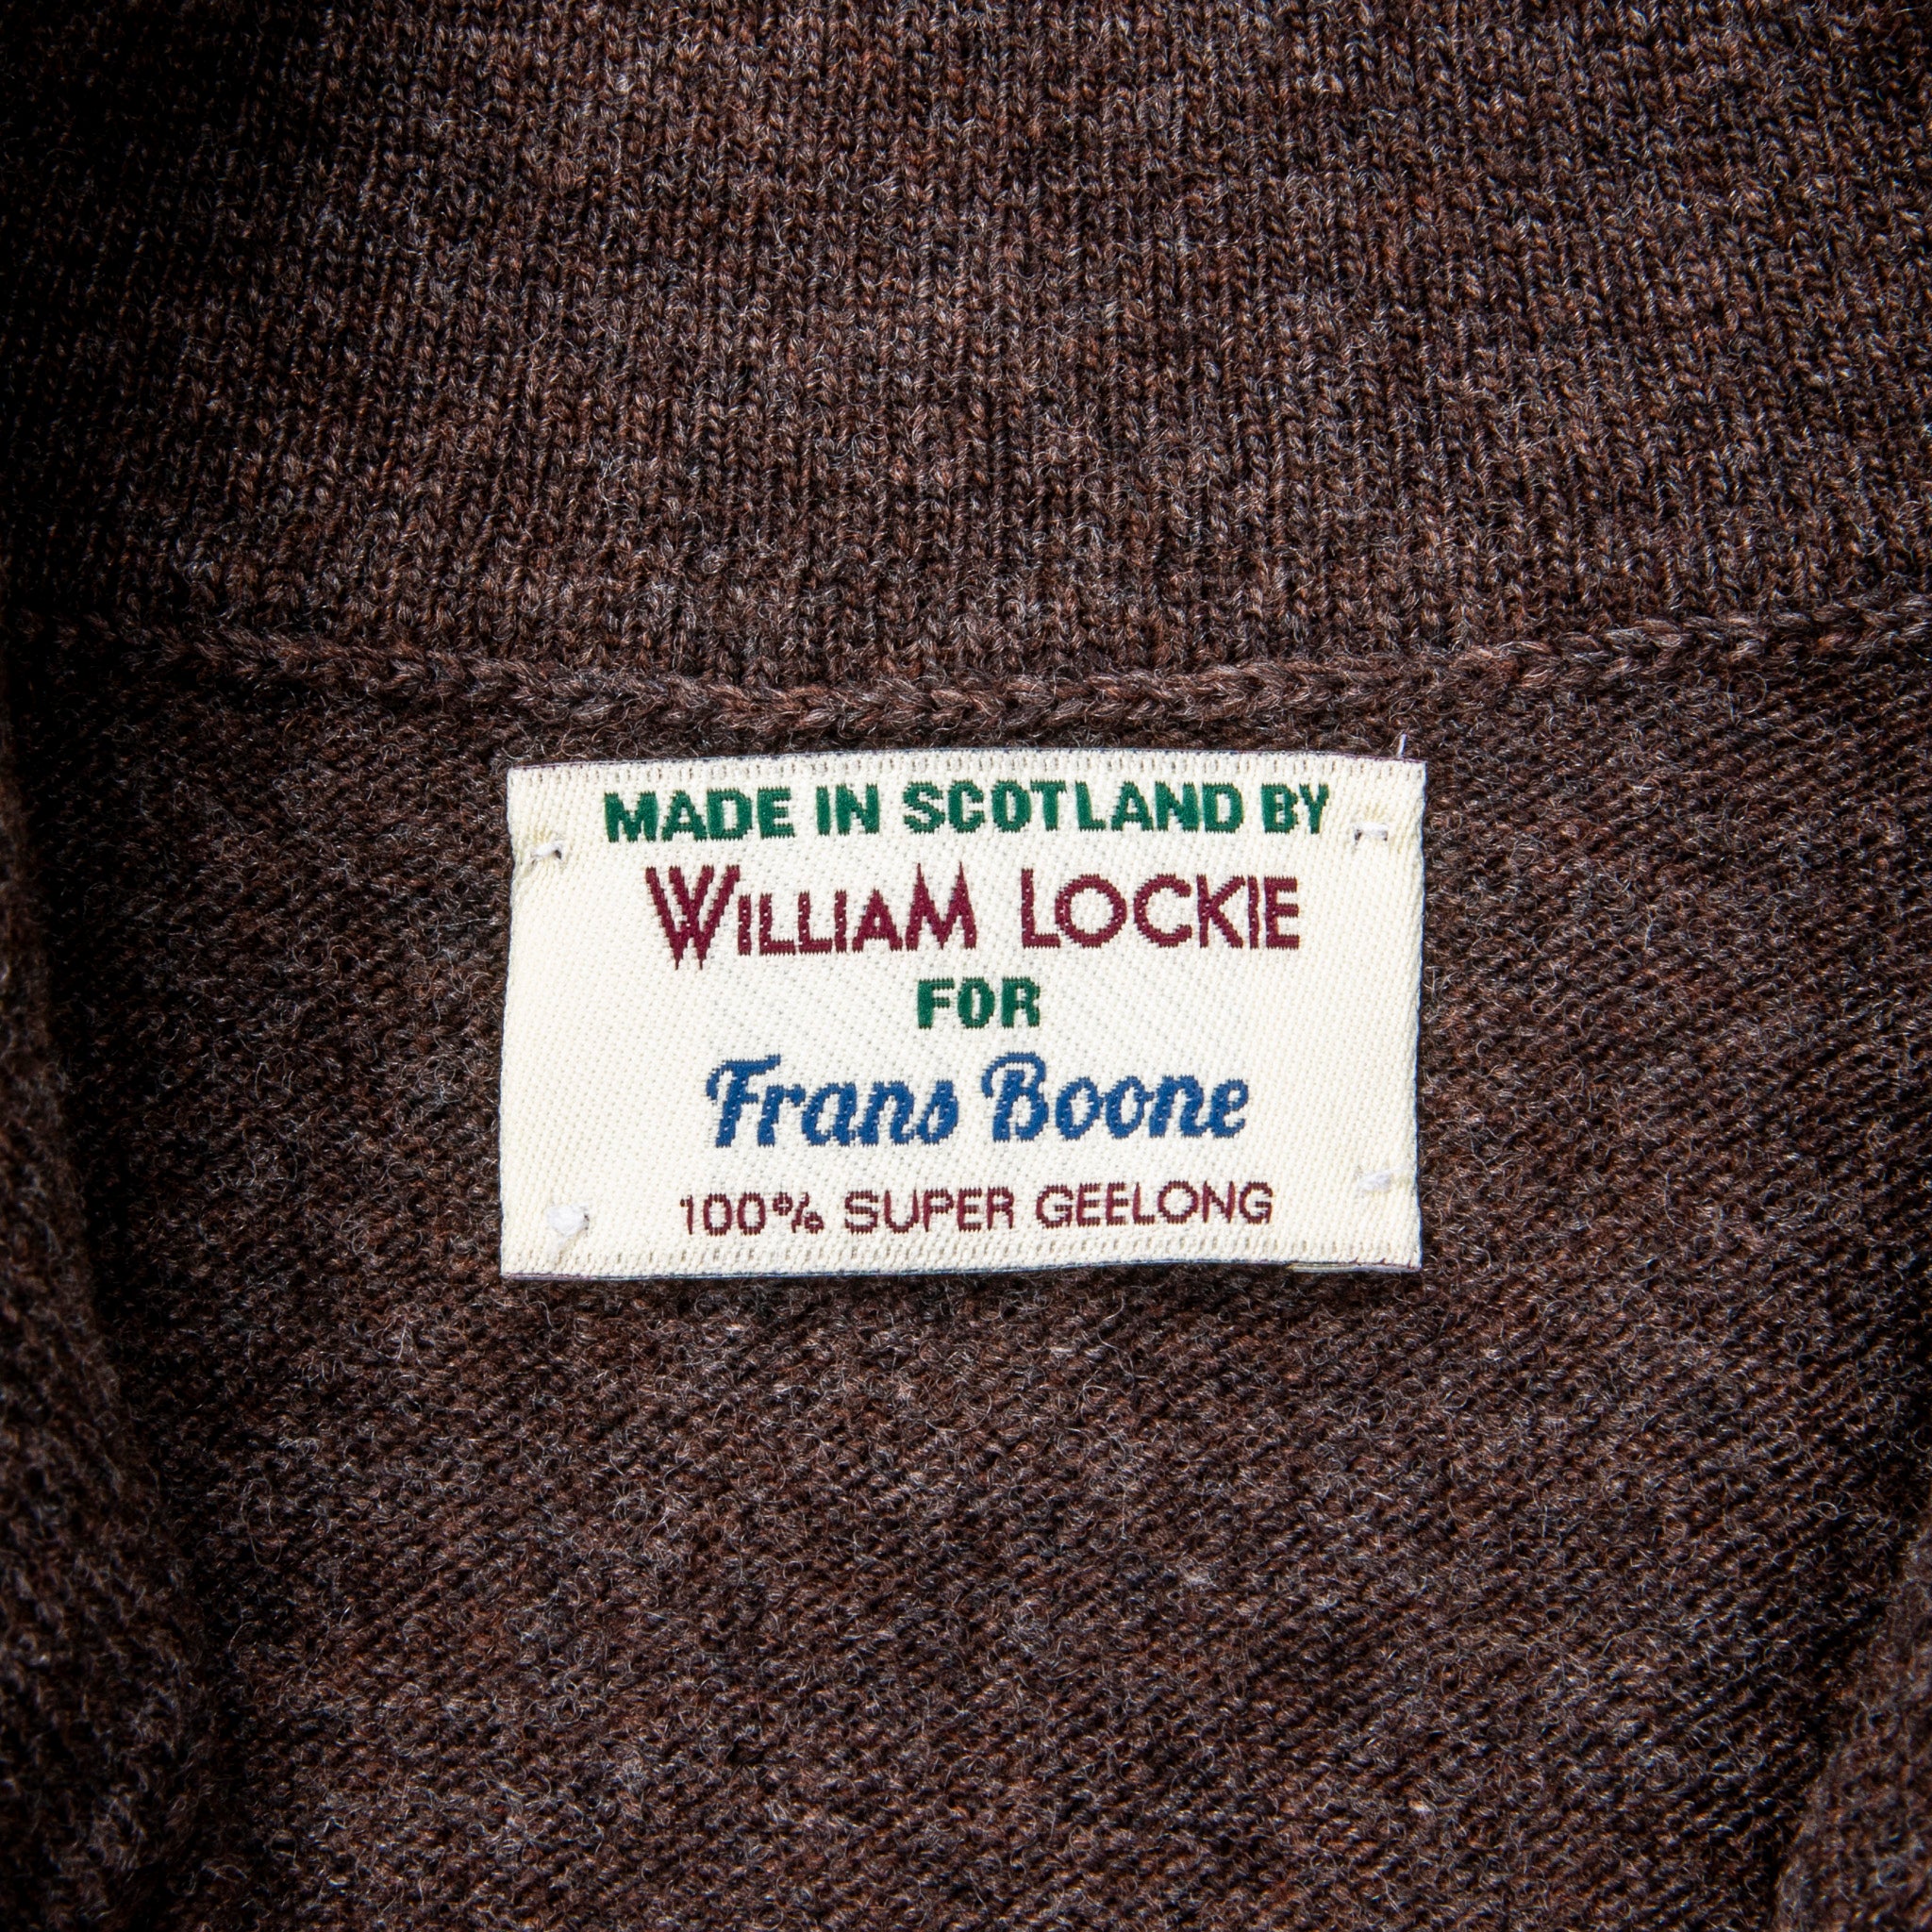 MADE IN SCOTLAND BY
WILLIAM LOCKIE
FOR
Frans Boone
100% SUPER GEELONG